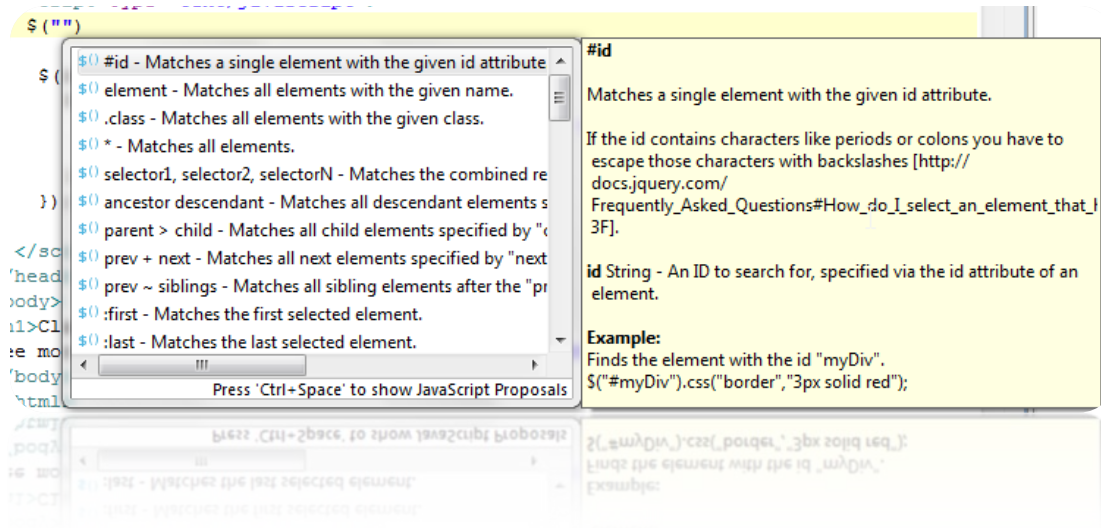 $("")
$(
})
</sc
/head
body>
h1>Cl
ee mo
/body
html
$() #id - Matches a single element with the given id attribute
$() element - Matches all elements with the given name.
$() .class - Matches all elements with the given class.
$() * - Matches all elements.
$() selector1, selector2, selectorN - Matches the combined re
$() ancestor descendant - Matches all descendant elements s
$() parent > child - Matches all child elements specified by "
$() prev + next - Matches all next elements specified by "next
$() prev ~ siblings - Matches all sibling elements after the "pr
$() :first - Matches the first selected element.
$() :last - Matches the last selected element.
Press 'Ctrl+Space' to show JavaScript Proposals
#id
Matches a single element with the given id attribute.
If the id contains characters like periods or colons you have to
escape those characters with backslashes [http://
docs.jquery.com/
Frequently_Asked_Questions#How_do_I_select_an_element_that_h
3F].
id String - An ID to search for, specified via the id attribute of an
element.
Example:
Finds the element with the id "myDiv".
$("#myDiv").css("border","3px solid red");